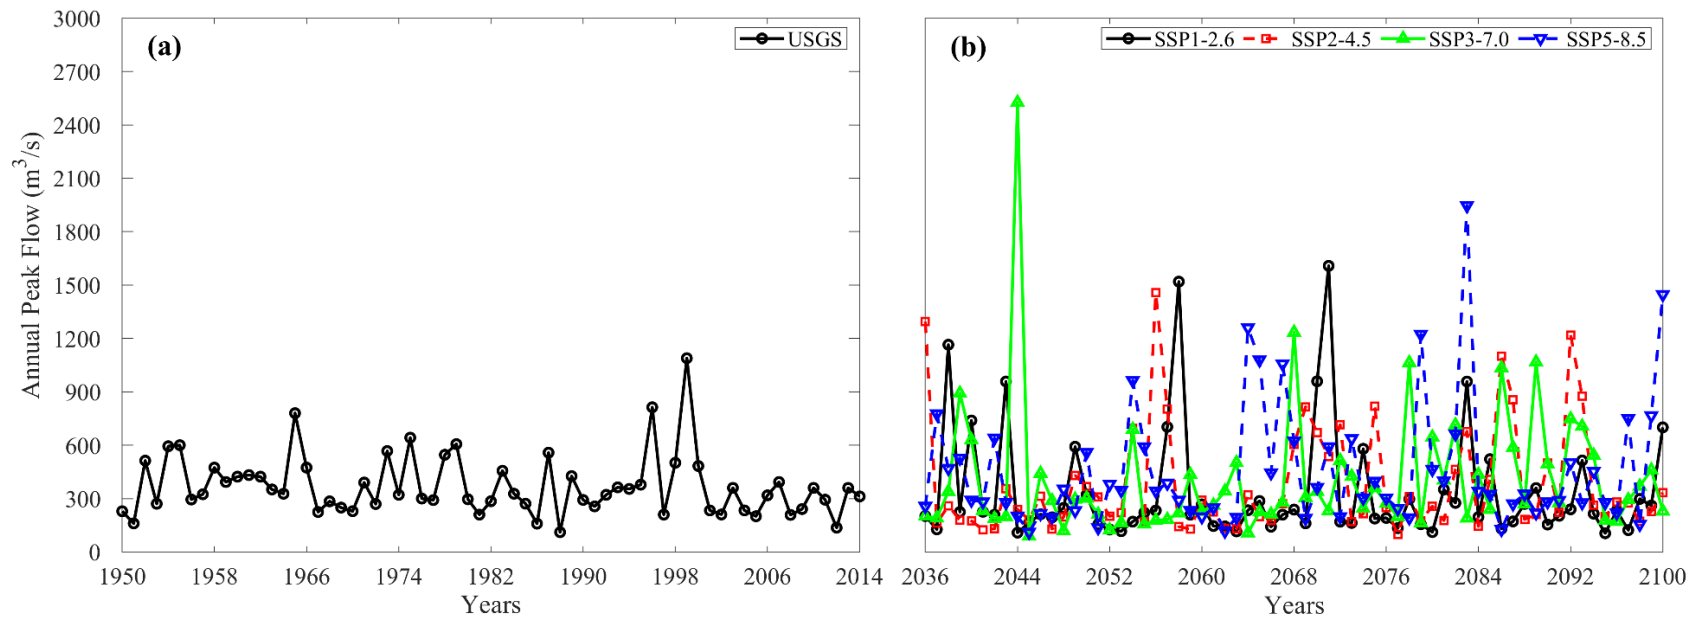 (a)
USGS
Annual Peak Flow (m³/s)
3000
2700
2400
2100
1800
1500
1200
900
600
300
0
1950 1958 1966 1974 1982 1990 1998 2006 2014
Years
(b)
SSP1-2.6 SSP2-4.5 SSP3-7.0 SSP5-8.5
2036 2044 2052 2060 2068 2076 2084 2092 2100
Years